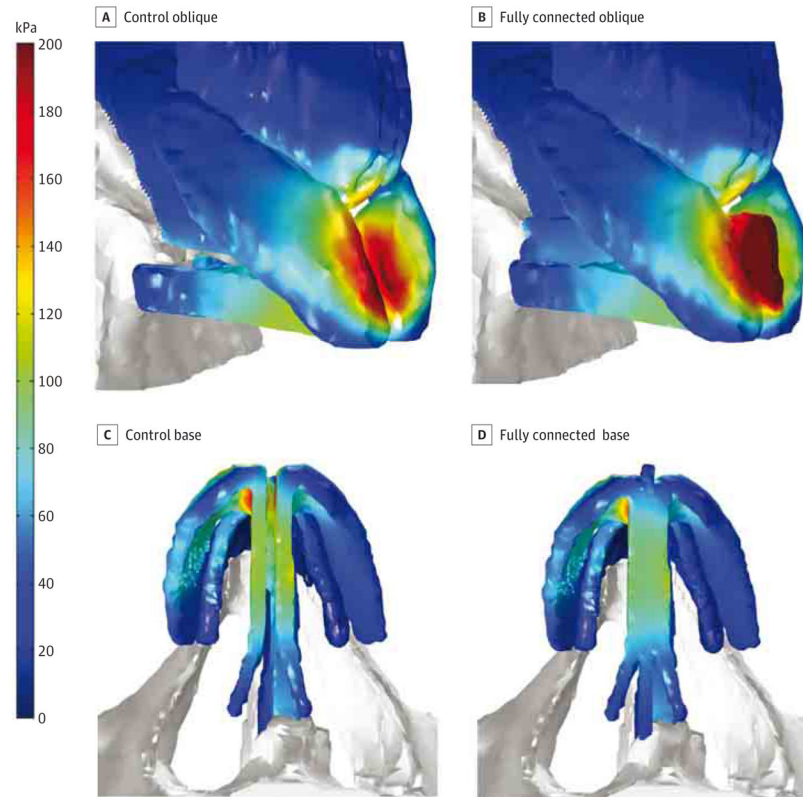 kPa
200
180
160
140
120
100
80
60
40
20
0
A Control oblique
B Fully connected oblique
C Control base
D Fully connected base